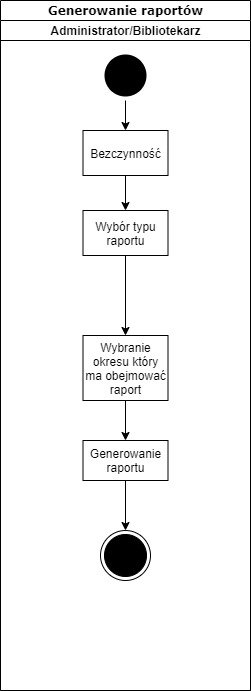 Generowanie raportów
Administrator/Bibliotekarz
Bezczynność
Wybór typu
raportu
Wybranie
okresu który
ma obejmować
raport
Generowanie
raportu